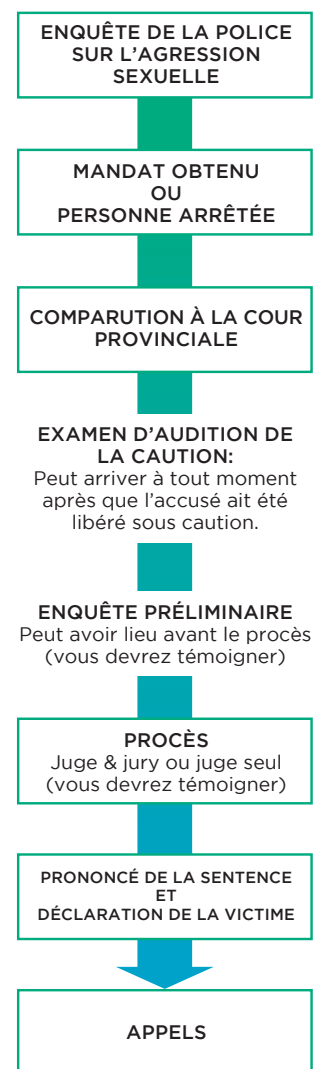 ENQUÊTE DE LA POLICE
SUR L'AGRESSION
SEXUELLE
MANDAT OBTENU
OU
PERSONNE ARRÊTÉE
COMPARUTION À LA COUR
PROVINCIALE
EXAMEN D'AUDITION DE
LA CAUTION:
Peut arriver à tout moment
après que l'accusé ait été
libéré sous caution.
ENQUÊTE PRÉLIMINAIRE
Peut avoir lieu avant le procès
(vous devrez témoigner)
PROCÈS
Juge & jury ou juge seul
(vous devrez témoigner)
PRONONCÉ DE LA SENTENCE
ET
DÉCLARATION DE LA VICTIME
APPELS